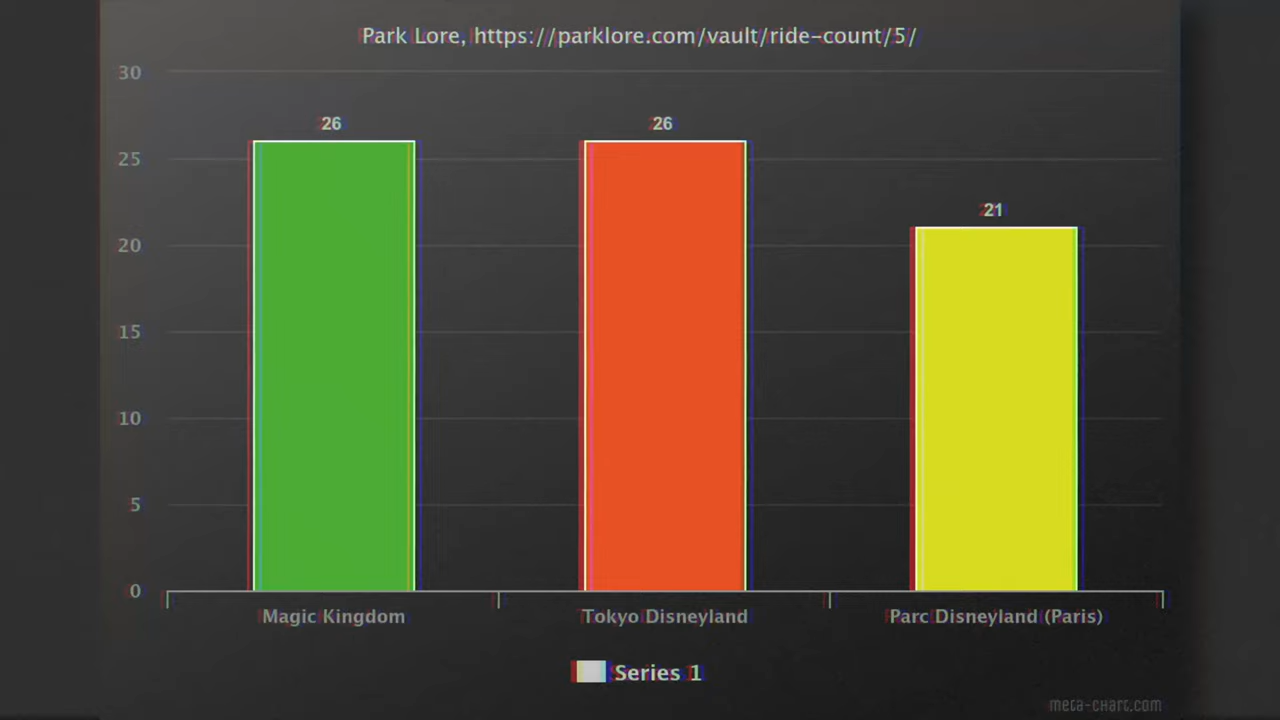 Park Lore, https://parklore.com/vault/ride-count/5/
30
26
26
25
21
20
15
10
5
0
Magic Kingdom
Tokyo Disneyland
Parc Disneyland (Paris)
Series 1
meta-chart.com